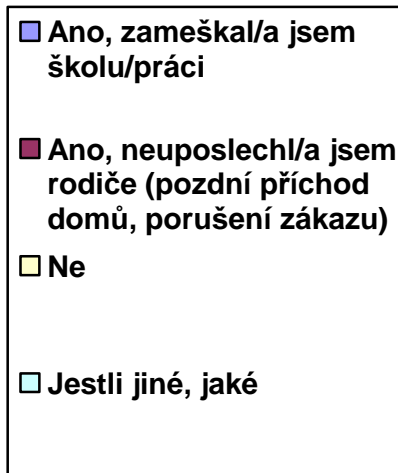 Ano, zameškal/a jsem
školu/práci
Ano, neuposlechl/a jsem
rodiče (pozdní příchod
domů, porušení zákazu)
Ne
Jestli jiné, jaké